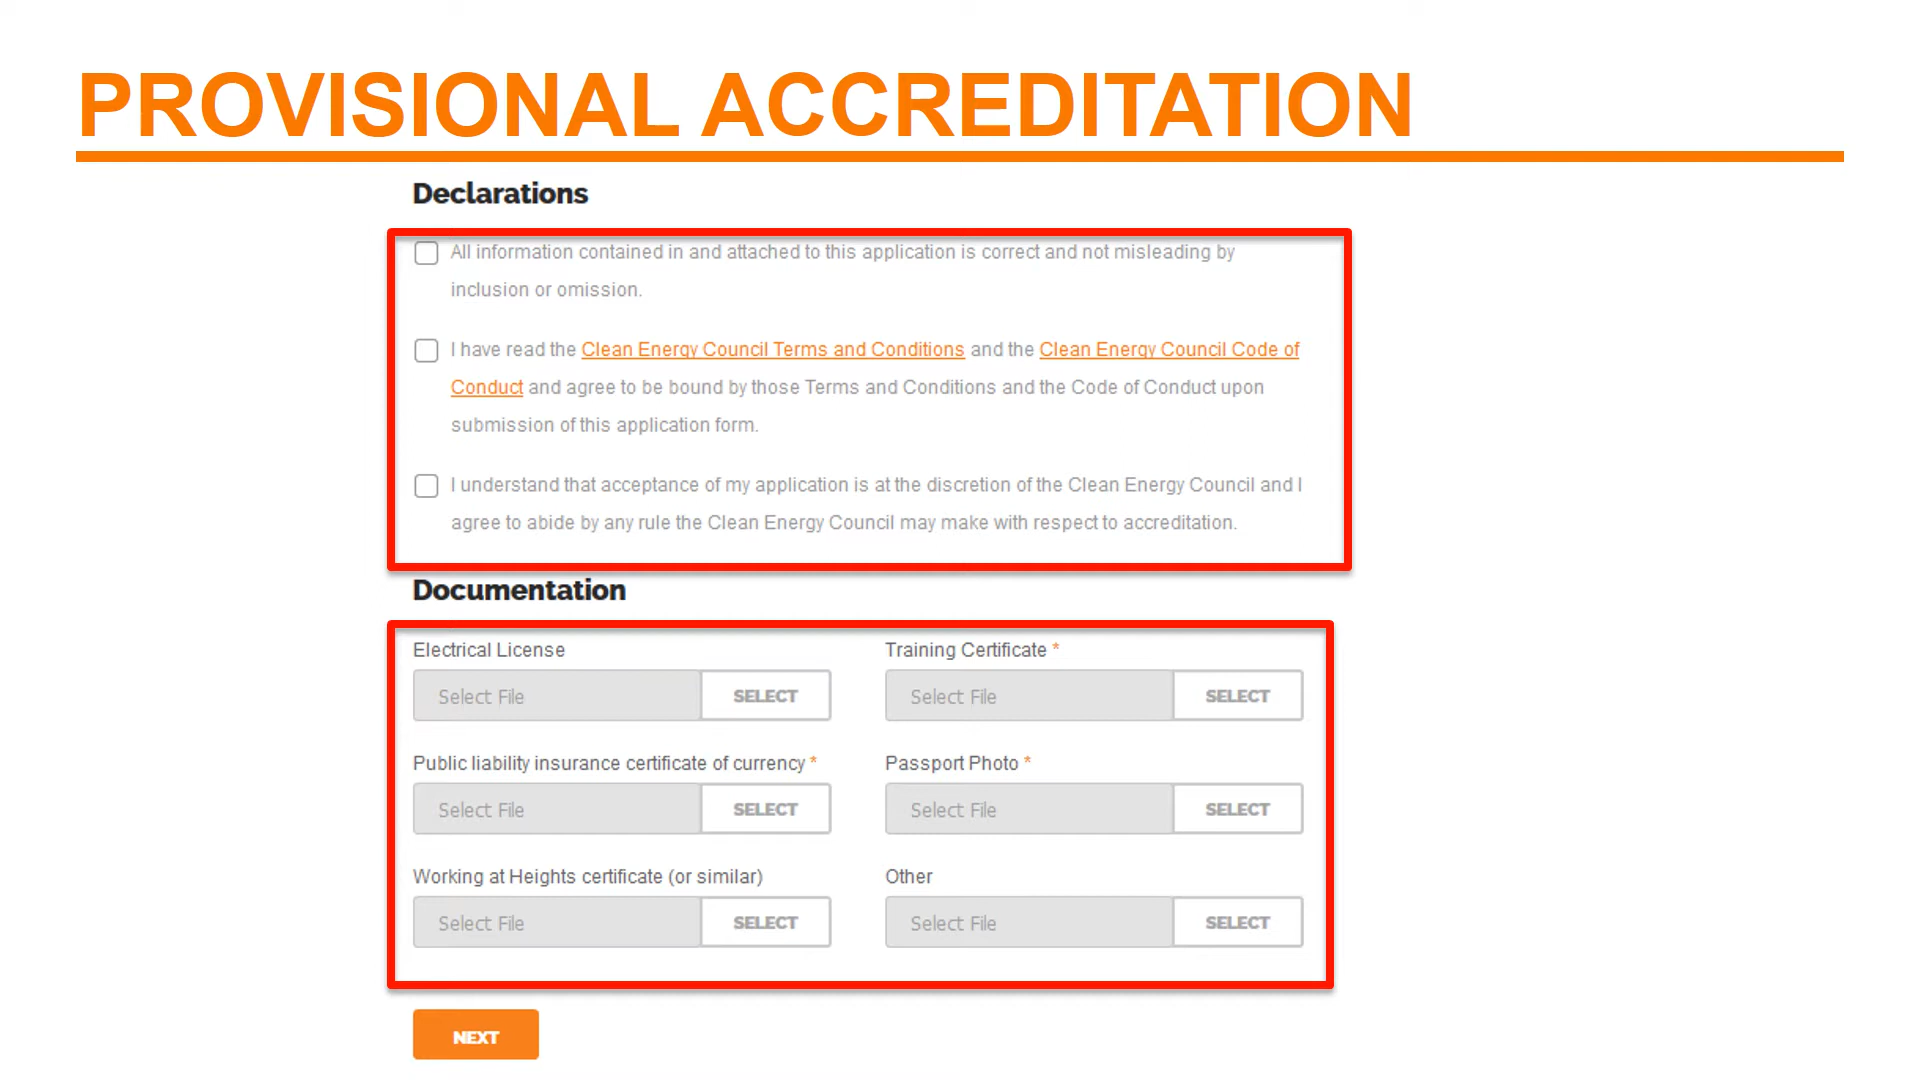 PROVISIONAL ACCREDITATION
Declarations
All information contained in and attached to this application is correct and not misleading by
inclusion or omission.
I have read the Clean Energy Council Terms and Conditions and the Clean Energy Council Code of
Conduct and agree to be bound by those Terms and Conditions and the Code of Conduct upon
submission of this application form.
I understand that acceptance of my application is at the discretion of the Clean Energy Council and I
agree to abide by any rule the Clean Energy Council may make with respect to accreditation.
Documentation
Electrical License
Select File SELECT
Training Certificate *
Select File SELECT
Public liability insurance certificate of currency *
Select File SELECT
Passport Photo *
Select File SELECT
Working at Heights certificate (or similar)
Select File SELECT
Other
Select File SELECT
NEXT